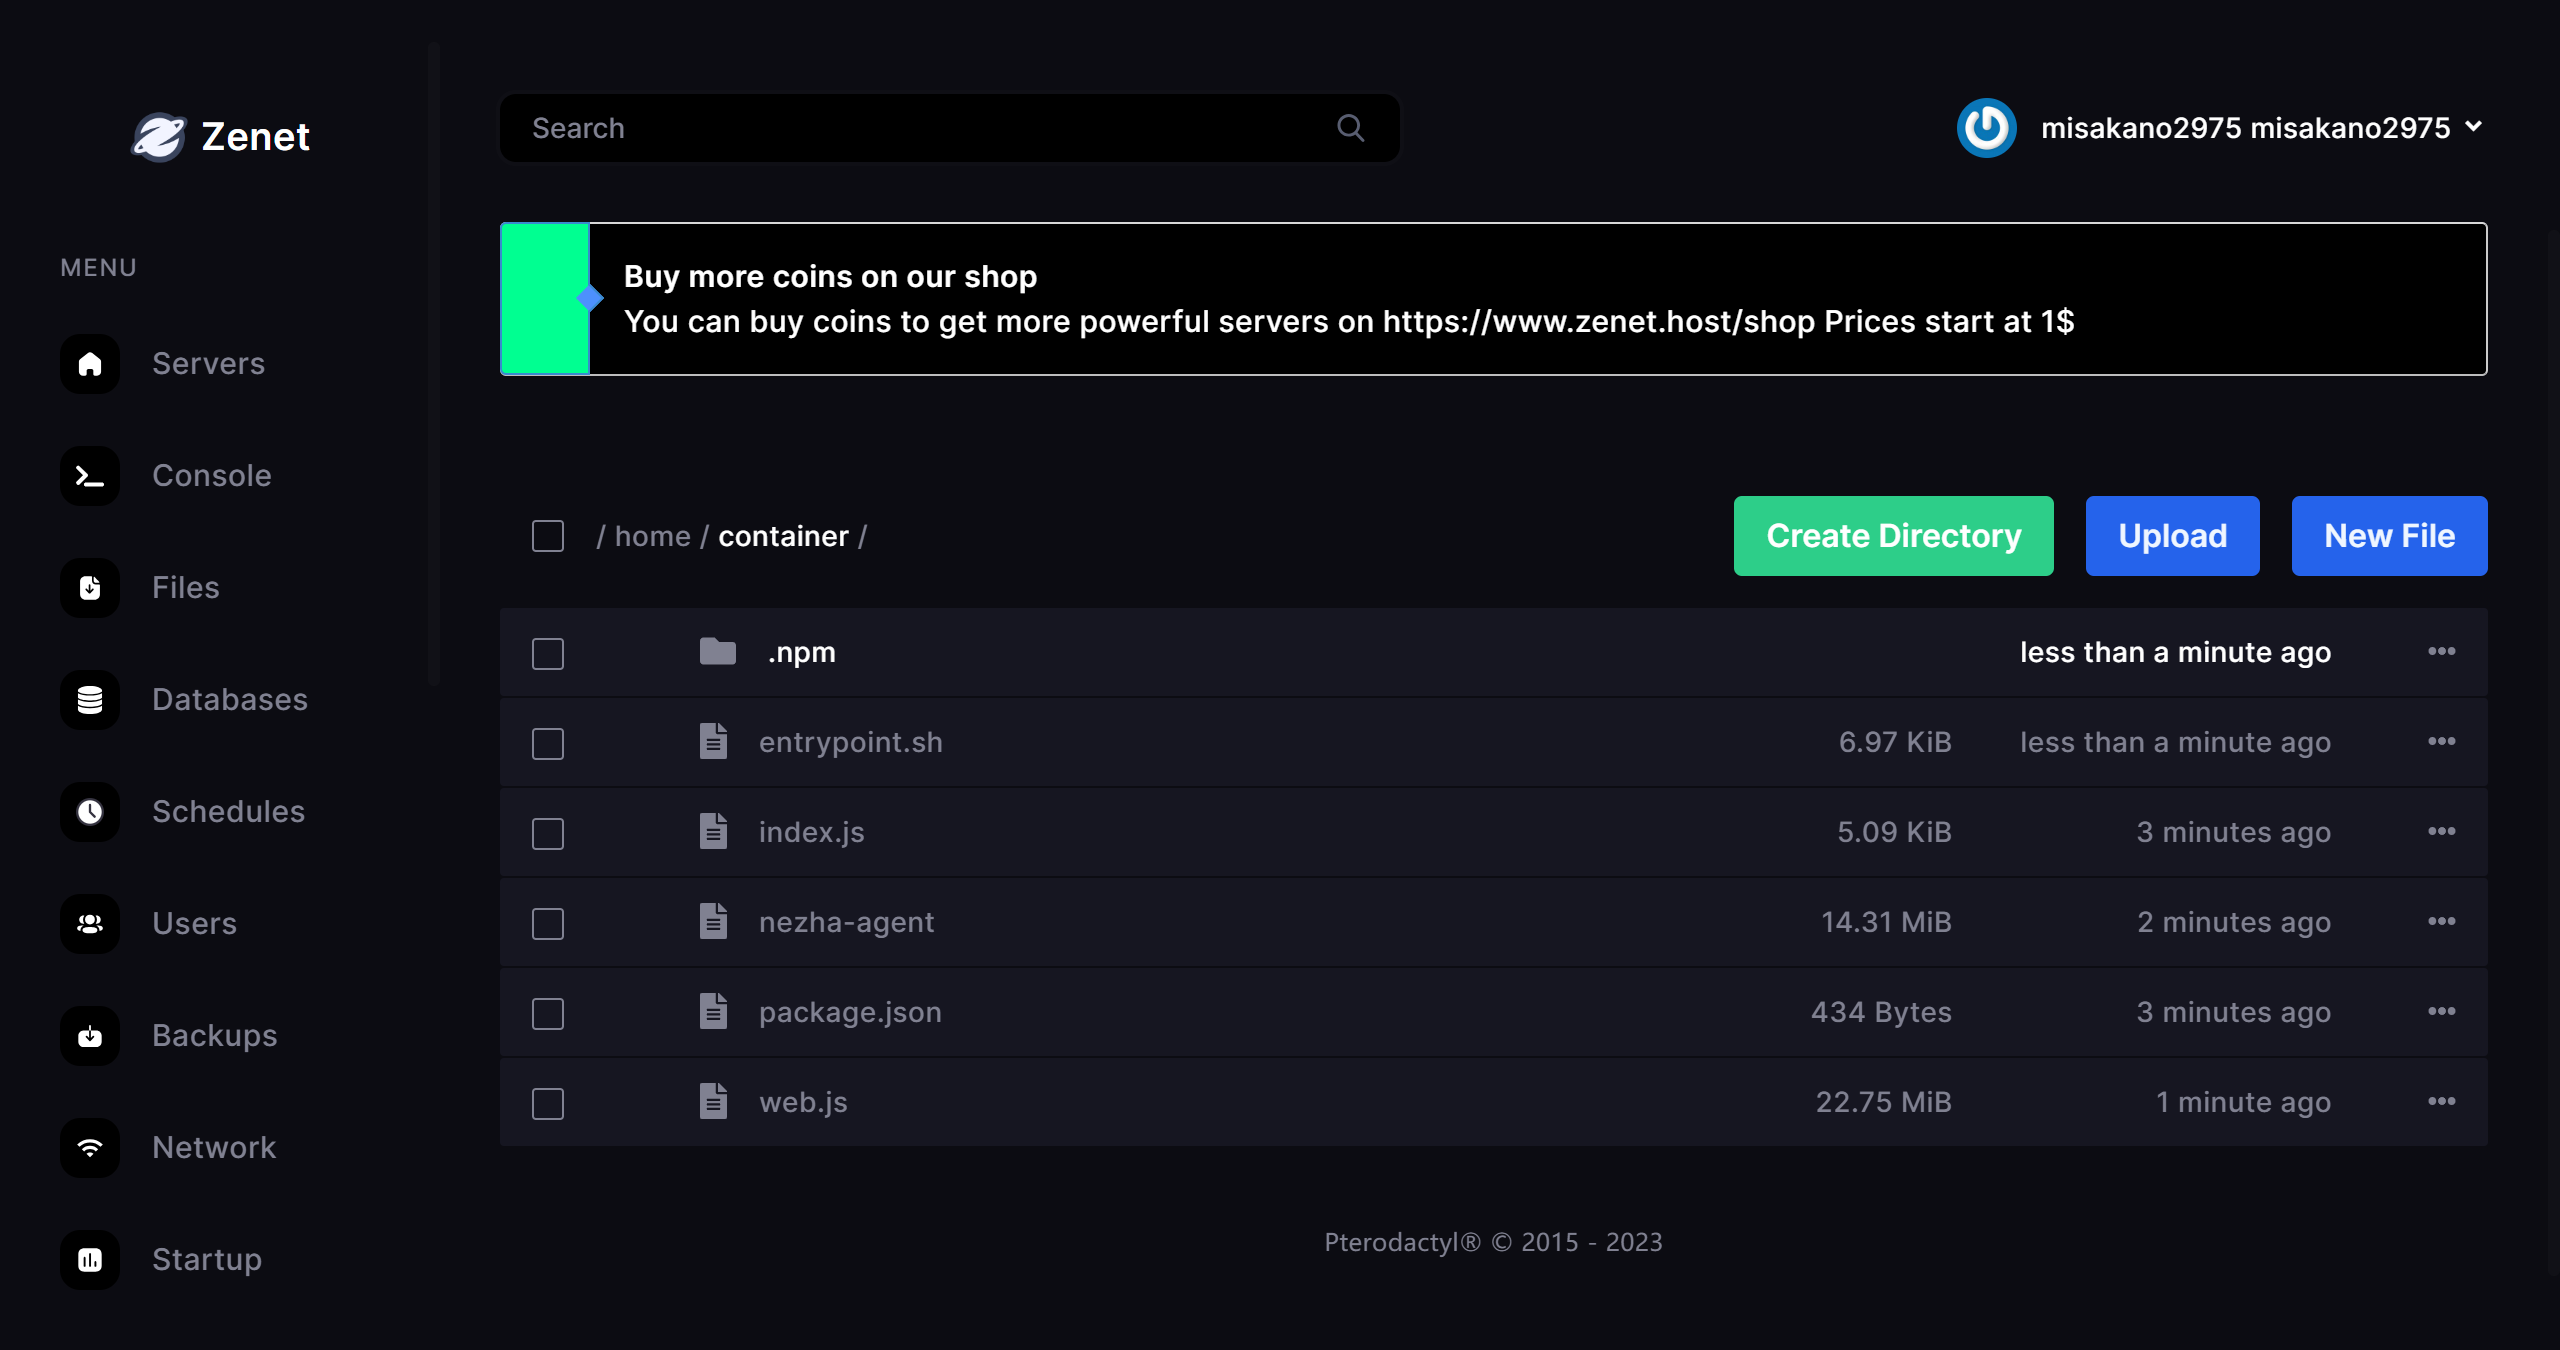 Zenet
Search
misakano2975 misakano2975
MENU
Servers
Console
Files
Databases
Schedules
Users
Backups
Network
Startup
Buy more coins on our shop
You can buy coins to get more powerful servers on https://www.zenet.host/shop Prices start at 1$
/ home / container /
Create Directory
Upload
New File
.npm less than a minute ago
entrypoint.sh 6.97 KiB less than a minute ago
index.js 5.09 KiB 3 minutes ago
nezha-agent 14.31 MiB 2 minutes ago
package.json 434 Bytes 3 minutes ago
web.js 22.75 MiB 1 minute ago
Pterodactyl® © 2015 - 2023